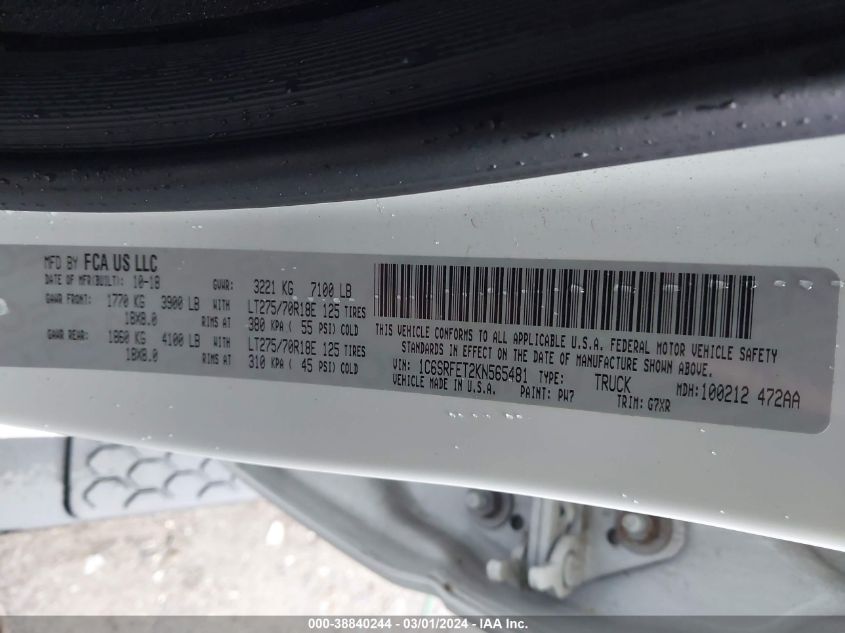 MFD BY FCA US LLC
DATE OF MFR(BUILT): 10-18 GVWR: 3221 KG 7100 LB
GAWR FRONT: 1770 KG 3900 LB WITH LT275/70R18E 125 TIRES
18X8.0 RIMS AT 380 KPA ( 55 PSI) COLD
GAWR REAR: 1860 KG 4100 LB WITH LT275/70R18E 125 TIRES
18X8.0 RIMS AT 310 KPA ( 45 PSI) COLD
THIS VEHICLE CONFORMS TO ALL APPLICABLE U.S.A. FEDERAL MOTOR VEHICLE SAFETY
STANDARDS IN EFFECT ON THE DATE OF MANUFACTURE SHOWN ABOVE.
VIN: 1C6SRFET2KN565481 TYPE: TRUCK MDH: 100212 472AA
VEHICLE MADE IN U.S.A. PAINT: PW7 TRIM: G7XR
000-38840244 - 03/01/2024 - IAA Inc.